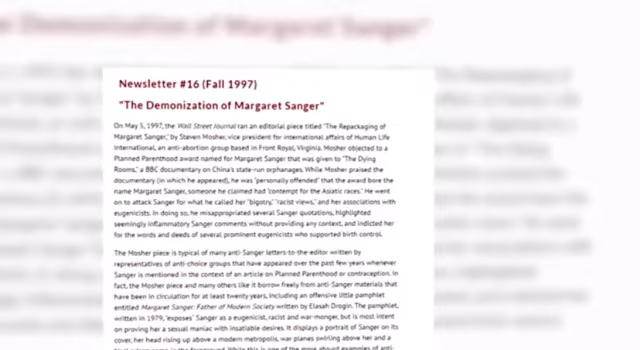 Newsletter #16 (Fall 1997)
"The Demonization of Margaret Sanger"
On May 5, 1997, the Wall Street Journal ran an editorial piece titled "The Repackaging of
Margaret Sanger," by Steven Mosher, vice president for international affairs of Human Life
International, an anti-abortion group based in Front Royal, Virginia. Mosher objected to a
Planned Parenthood award named for Margaret Sanger that was given to "The Dying
Rooms," a BBC documentary on China's state-run orphanages. While Mosher praised the
documentary (in which he appeared), he was "personally offended" that the award bore the
name Margaret Sanger, someone he claimed had "contempt for the Asiatic races." He went
on to attack Sanger for what he called her "bigotry," "racist views," and her associations with
eugenicists. In doing so, he misappropriated several Sanger quotations, highlighted
seemingly inflammatory Sanger comments without providing any context, and indicted her
for the words and deeds of several prominent eugenicists who supported birth control.
The Mosher piece is typical of many anti-Sanger letters-to-the-editor written by
representatives of anti-choice groups that have appeared over the past few years whenever
Sanger is mentioned in the context of an article on Planned Parenthood or contraception. In
fact, the Mosher piece and many others like it borrow freely from anti-Sanger materials that
have been in circulation for at least twenty years, including an offensive little pamphlet
entitled Margaret Sanger: Father of Modern Society written by Elasah Drogin. The pamphlet,
written in 1979, "exposes" Sanger as a eugenicist, racist and war-monger, but is most intent
on proving her a sexual maniac with insatiable desires. It displays a portrait of Sanger on its
cover, her head rising up above a modern metropolis, war planes swirling above her and a